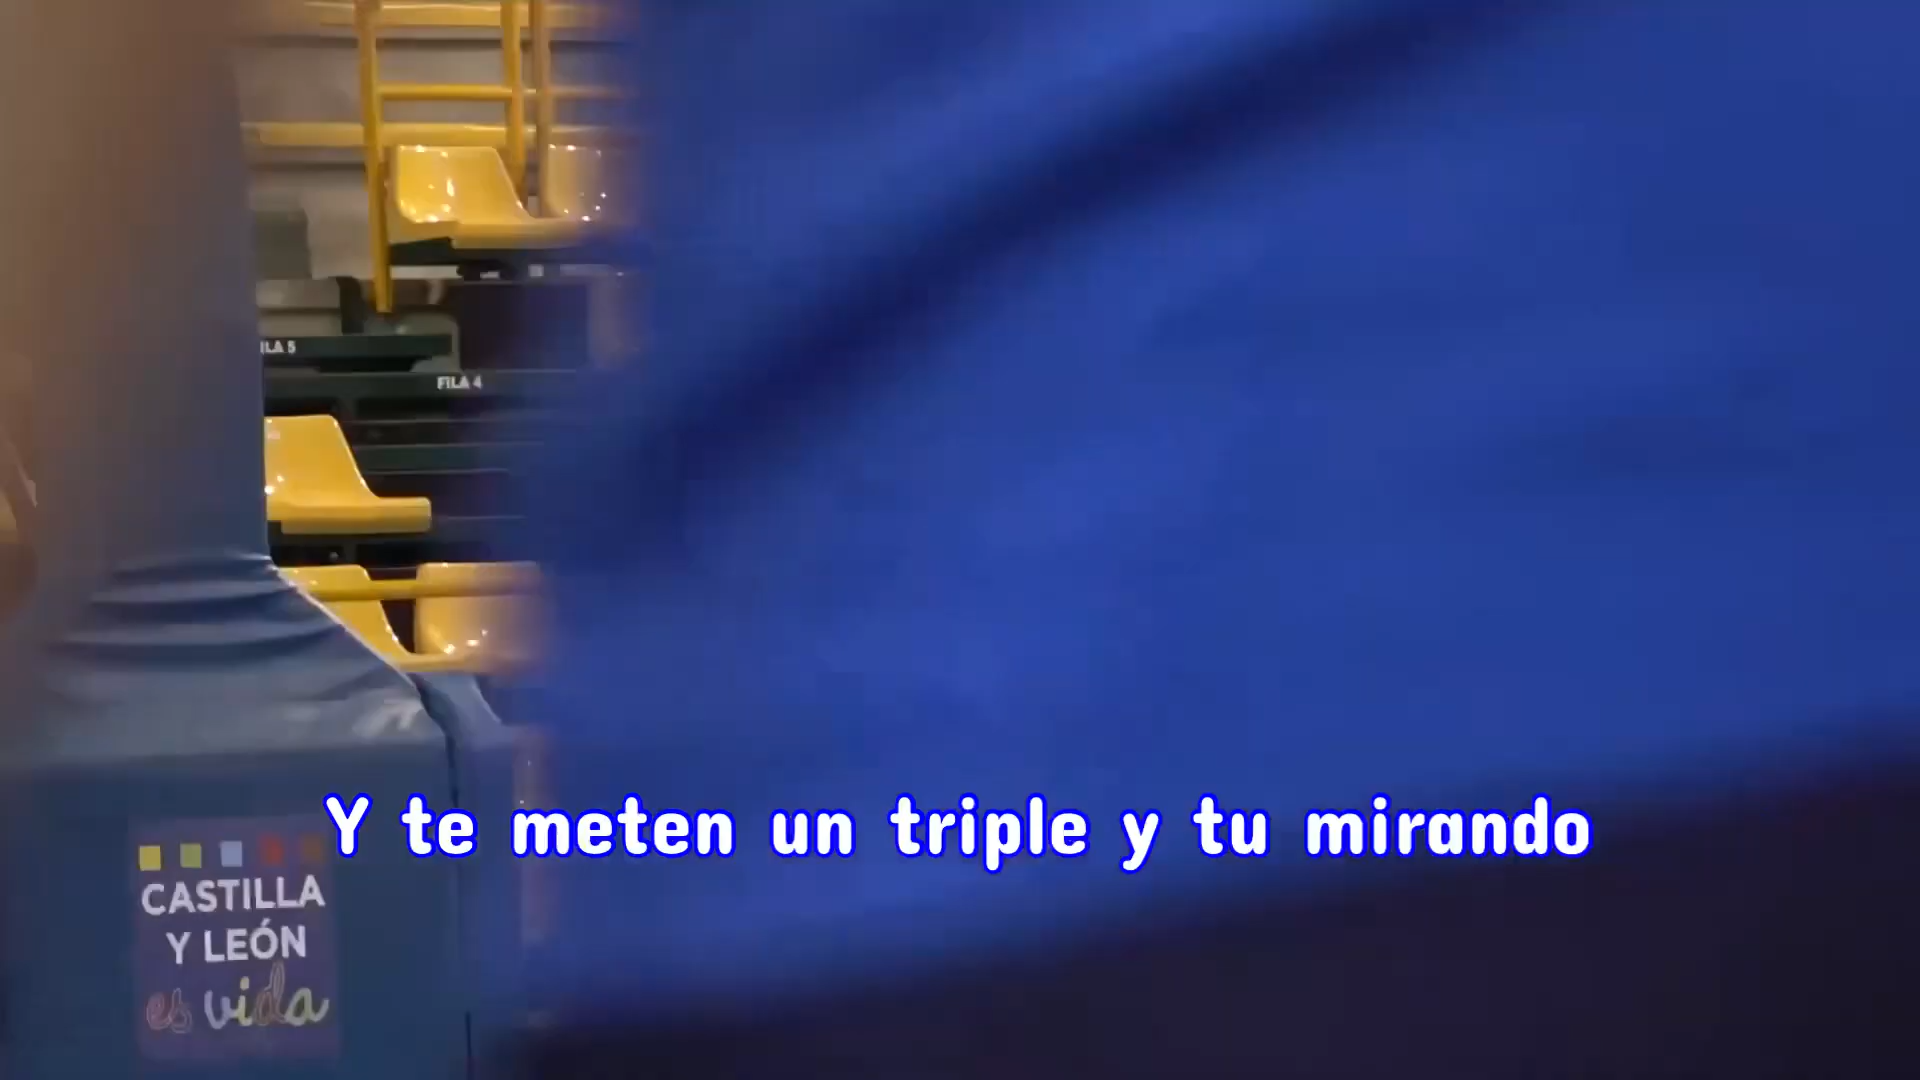 ILA 5
FILA 4
Y te meten un triple y tu mirando
CASTILLA
Y LEÓN
es vida